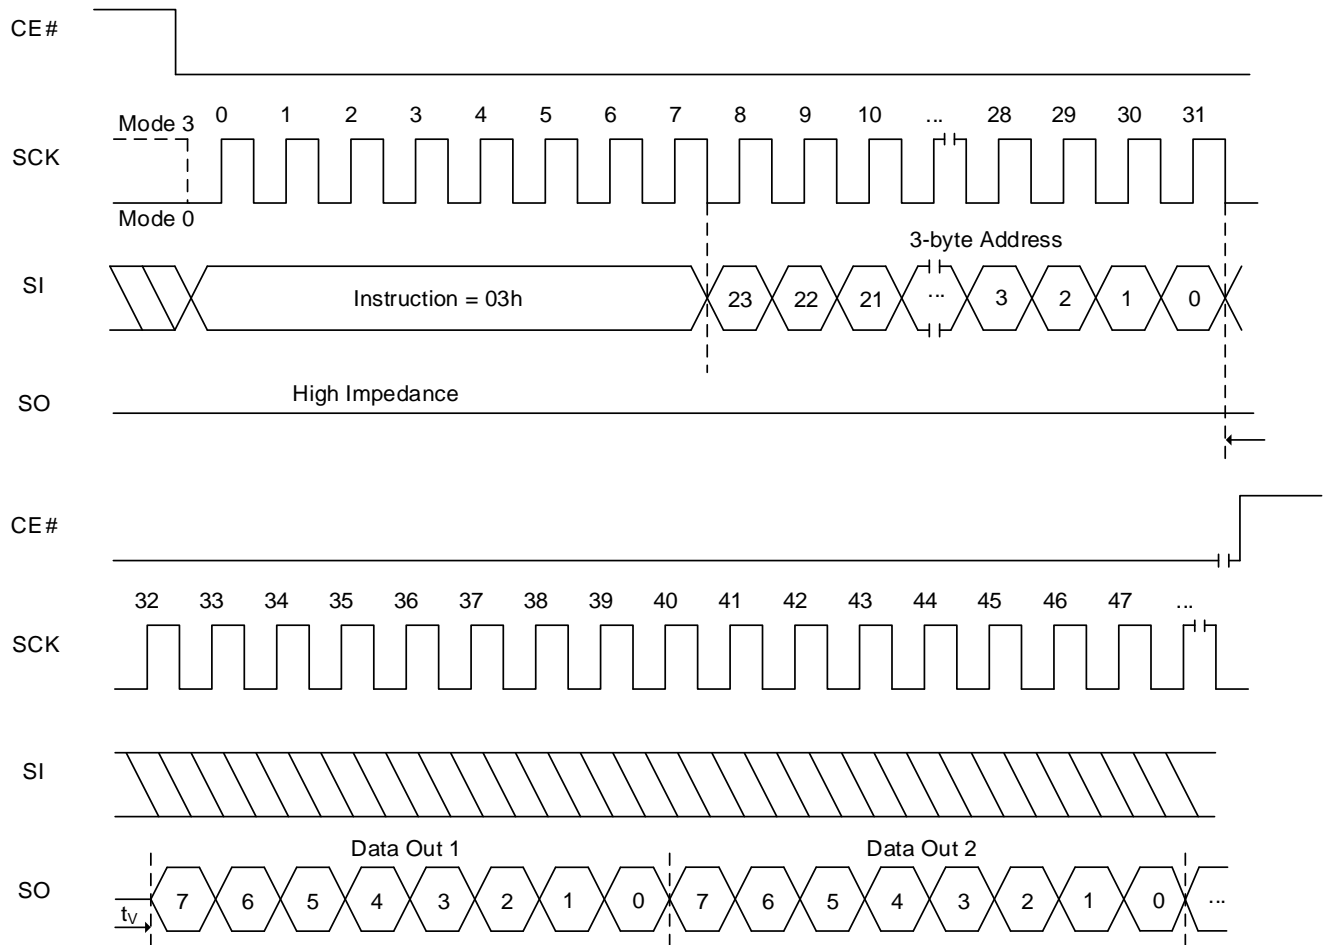 CE#
0 1 2 3 4 5 6 7 8 9 10 ... 28 29 30 31
Mode 3
SCK
Mode 0
3-byte Address
SI
Instruction = 03h
23 22 21 ... 3 2 1 0
High Impedance
SO
CE#
32 33 34 35 36 37 38 39 40 41 42 43 44 45 46 47 ...
SCK
SI
Data Out 1 Data Out 2
SO
7 6 5 4 3 2 1 0 7 6 5 4 3 2 1 0 ...
tV